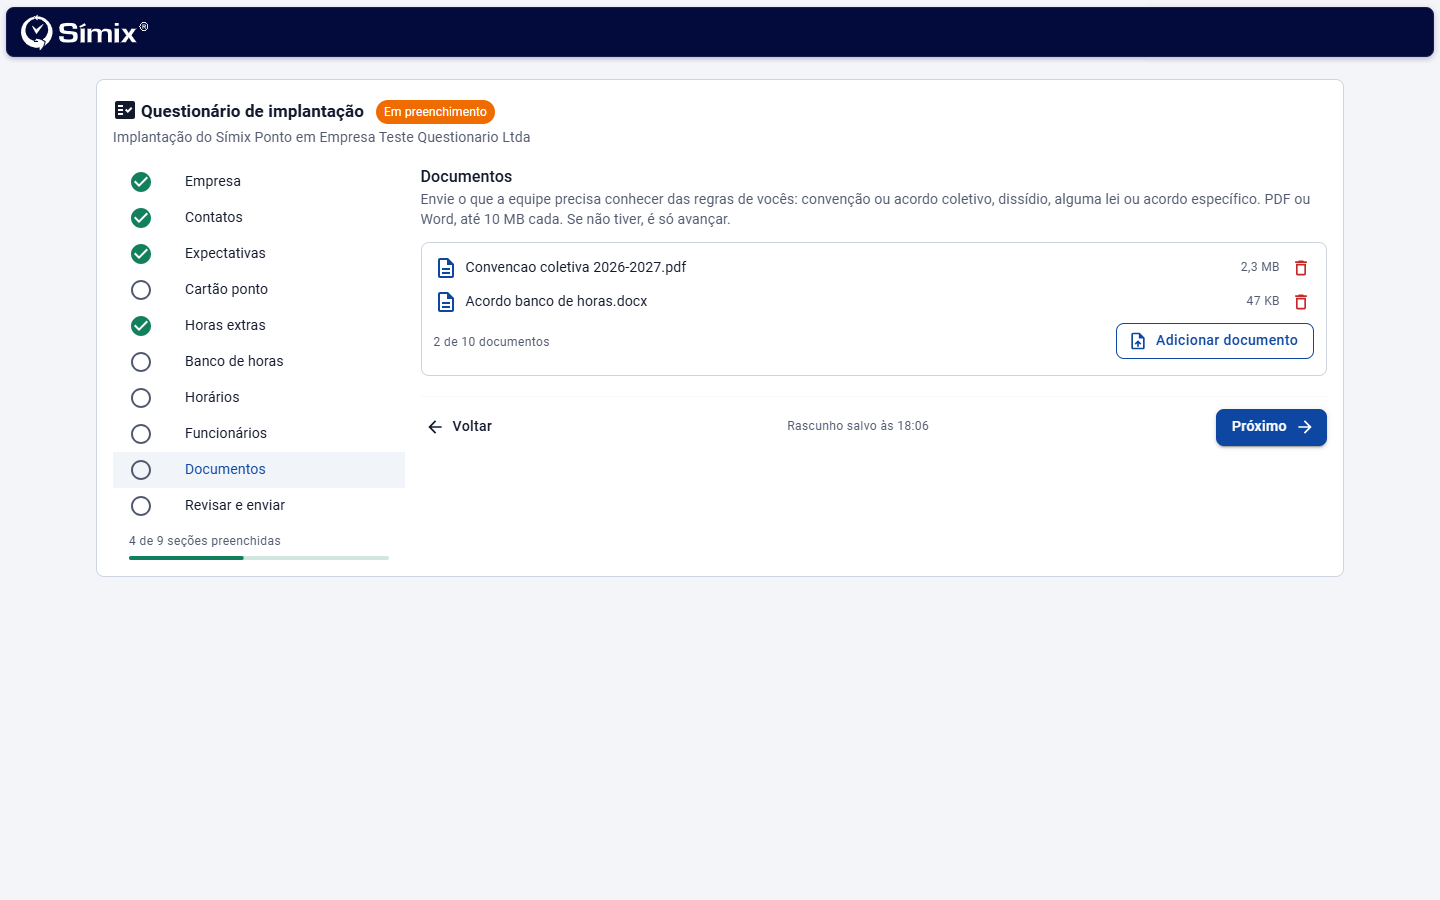 Símix®
Questionário de implantação
Em preenchimento
Implantação do Símix Ponto em Empresa Teste Questionario Ltda
Empresa
Contatos
Expectativas
Cartão ponto
Horas extras
Banco de horas
Horários
Funcionários
Documentos
Revisar e enviar
4 de 9 seções preenchidas
Documentos
Envie o que a equipe precisa conhecer das regras de vocês: convenção ou acordo coletivo, dissídio, alguma lei ou acordo específico. PDF ou
Word, até 10 MB cada. Se não tiver, é só avançar.
Convencao coletiva 2026-2027.pdf
2,3 MB
Acordo banco de horas.docx
47 KB
2 de 10 documentos
Adicionar documento
Voltar
Rascunho salvo às 18:06
Próximo